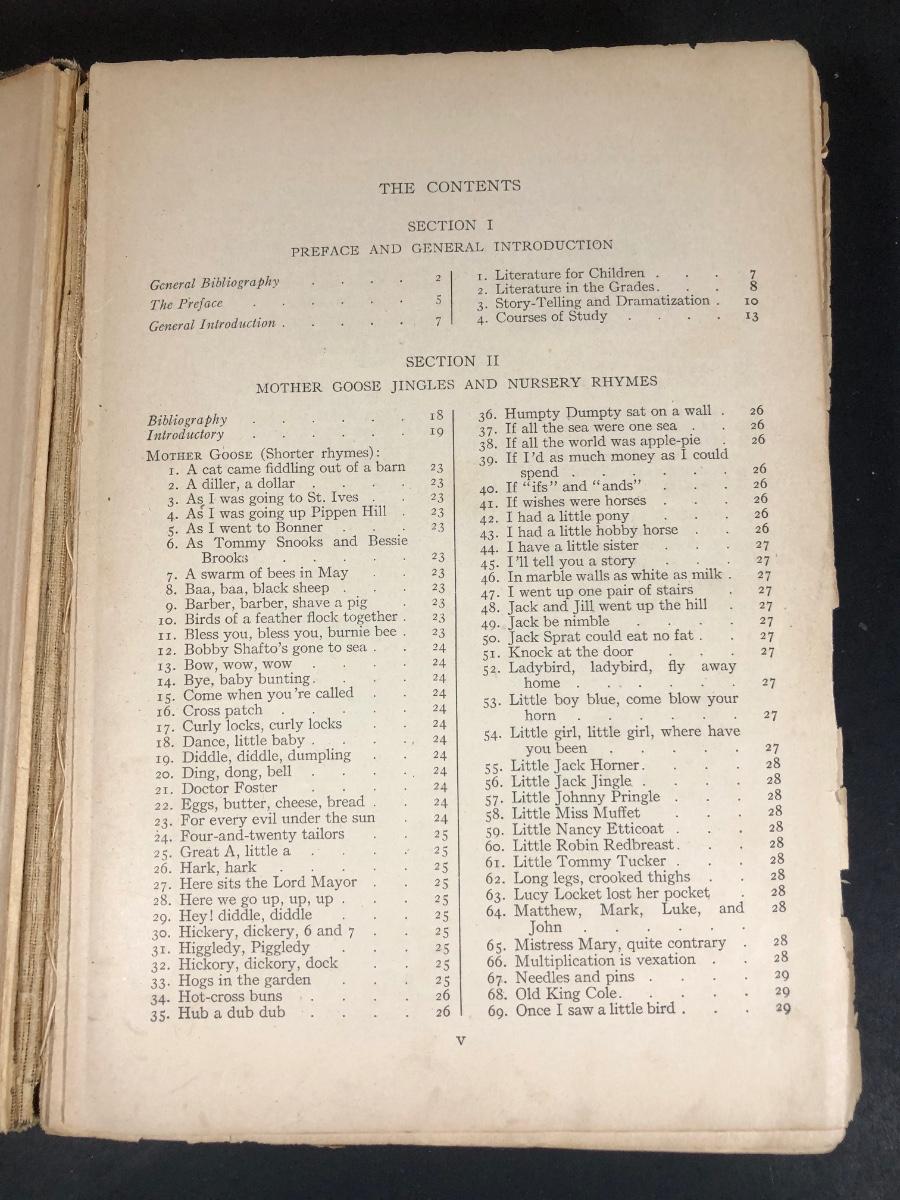 THE CONTENTS
SECTION I
PREFACE AND GENERAL INTRODUCTION
General Bibliography . . . . 2
The Preface . . . . . . 5
General Introduction . . . . . 7
1. Literature for Children . . . 7
2. Literature in the Grades . . . 8
3. Story-Telling and Dramatization . 10
4. Courses of Study . . . . 13
SECTION II
MOTHER GOOSE JINGLES AND NURSERY RHYMES
Bibliography . . . . . . 18
Introductory . . . . . . 19
MOTHER GOOSE (Shorter rhymes):
1. A cat came fiddling out of a barn 23
2. A diller, a dollar . . . . 23
3. As I was going to St. Ives . . 23
4. As I was going up Pippen Hill . 23
5. As I went to Bonner . . . 23
6. As Tommy Snooks and Bessie
Brooks . . . . . 23
7. A swarm of bees in May . . 23
8. Baa, baa, black sheep . . . 23
9. Barber, barber, shave a pig . 23
10. Birds of a feather flock together . 23
11. Bless you, bless you, burnie bee . 23
12. Bobby Shafto's gone to sea . . 24
13. Bow, wow, wow . . . . 24
14. Bye, baby bunting . . . . 24
15. Come when you're called . . 24
16. Cross patch . . . . . 24
17. Curly locks, curly locks . . 24
18. Dance, little baby . . . . 24
19. Diddle, diddle, dumpling . . 24
20. Ding, dong, bell . . . . 24
21. Doctor Foster . . . . 24
22. Eggs, butter, cheese, bread . . 24
23. For every evil under the sun . 24
24. Four-and-twenty tailors . . 25
25. Great A, little a . . . . 25
26. Hark, hark . . . . . 25
27. Here sits the Lord Mayor . . 25
28. Here we go up, up, up . . . 25
29. Hey! diddle, diddle . . . 25
30. Hickery, dickery, 6 and 7 . . 25
31. Higgledy, Piggledy . . . 25
32. Hickory, dickory, dock . . 25
33. Hogs in the garden . . . 25
34. Hot-cross buns . . . . 26
35. Hub a dub dub . . . . 26
36. Humpty Dumpty sat on a wall . 26
37. If all the sea were one sea . . 26
38. If all the world was apple-pie . 26
39. If I'd as much money as I could
spend . . . . . . 26
40. If "ifs" and "ands" . . . 26
41. If wishes were horses . . . 26
42. I had a little pony . . . 26
43. I had a little hobby horse . . 26
44. I have a little sister . . . 27
45. I'll tell you a story . . . 27
46. In marble walls as white as milk . 27
47. I went up one pair of stairs . 27
48. Jack and Jill went up the hill . 27
49. Jack be nimble . . . . 27
50. Jack Sprat could eat no fat . . 27
51. Knock at the door . . . 27
52. Ladybird, ladybird, fly away
home . . . . . . 27
53. Little boy blue, come blow your
horn . . . . . . 27
54. Little girl, little girl, where have
you been . . . . . 27
55. Little Jack Horner . . . . 28
56. Little Jack Jingle . . . . 28
57. Little Johnny Pringle . . . 28
58. Little Miss Muffet . . . 28
59. Little Nancy Etticoat . . . 28
60. Little Robin Redbreast . . . 28
61. Little Tommy Tucker . . . 28
62. Long legs, crooked thighs . . 28
63. Lucy Locket lost her pocket . 28
64. Matthew, Mark, Luke, and 28
John . . . . . .
65. Mistress Mary, quite contrary . 28
66. Multiplication is vexation . . 28
67. Needles and pins . . . . 29
68. Old King Cole . . . . . 29
69. Once I saw a little bird . . . 29
V